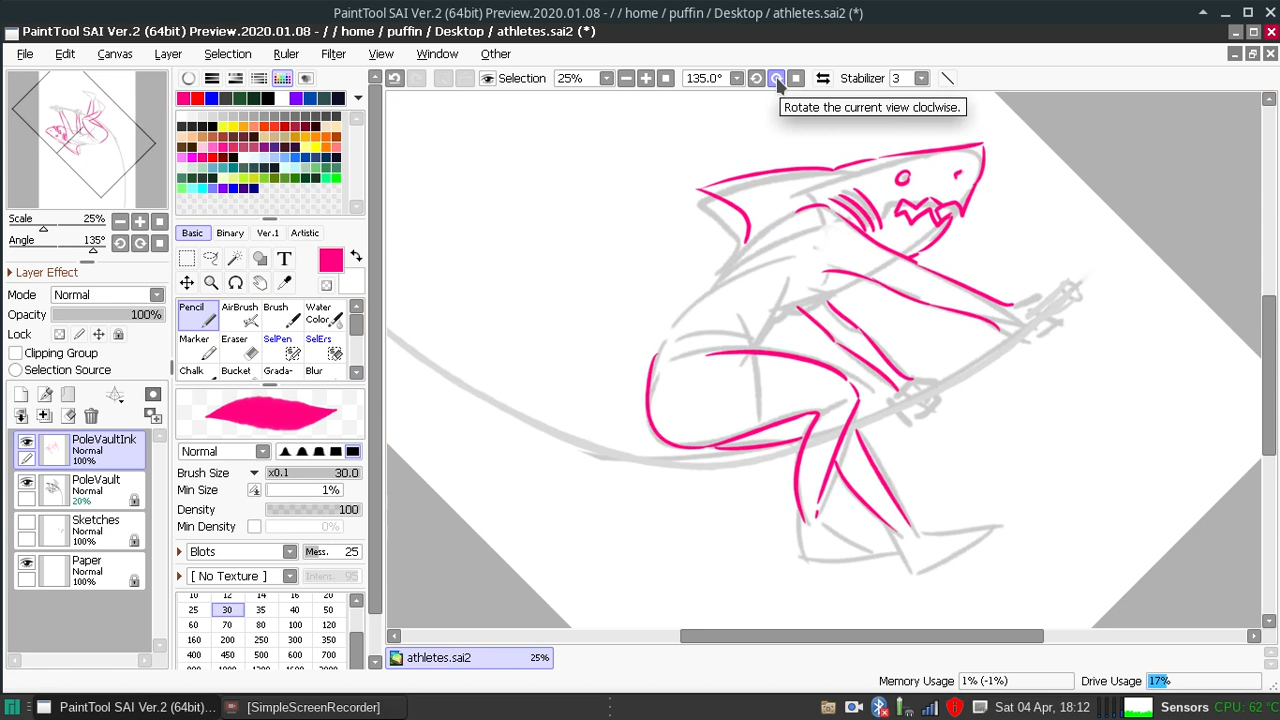 PaintTool SAI Ver.2 (64bit) Preview.2020.01.08 - / / home / puffin / Desktop / athletes.sai2 (*)
PaintTool SAI Ver.2 (64bit) Preview.2020.01.08 - / / home / puffin / Desktop / athletes.sai2 (*)
File Edit Canvas Layer Selection Ruler Filter View Window Other
Selection 25% 135.0° Stabilizer 3
Rotate the current view clodwise.
Scale 25%
Angle 135°
Layer Effect
Mode Normal
Opacity 100%
Lock
Clipping Group
Selection Source
PoleVaultInk
Normal
100%
PoleVault
Normal
20%
Sketches
Normal
100%
Paper
Normal
100%
Basic Binary Ver.1 Artistic
T
Pencil AirBrush Brush Water Color
Marker Eraser SelPen SelErs
Chalk Bucket Grada- Blur
Normal
Brush Size x0.1 30.0
Min Size 1%
Density 100
Min Density 0%
Blots Mess. 25
[ No Texture ] Intent. 95
10 12 14 16 20
25 30 35 40 50
60 70 80 100 120
160 200 250 300 350
400 450 500 600 700
athletes.sai2 25%
Memory Usage 1% (-1%) Drive Usage 17%
PaintTool SAI Ver.2 (64bit)... [SimpleScreenRecorder] Sat 04 Apr, 18:12 Sensors CPU: 62 °C